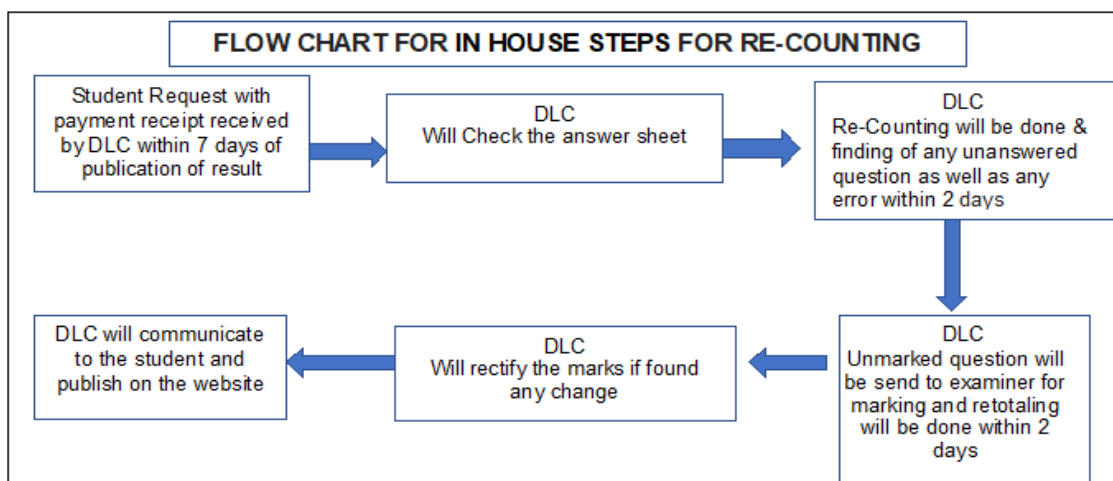 FLOW CHART FOR IN HOUSE STEPS FOR RE-COUNTING
Student Request with
payment receipt received
by DLC within 7 days of
publication of result
DLC
Will Check the answer sheet
DLC
Re-Counting will be done &
finding of any unanswered
question as well as any
error within 2 days
DLC
Unmarked question will
be send to examiner for
marking and retotaling
will be done within 2
days
DLC
Will rectify the marks if found
any change
DLC will communicate
to the student and
publish on the website